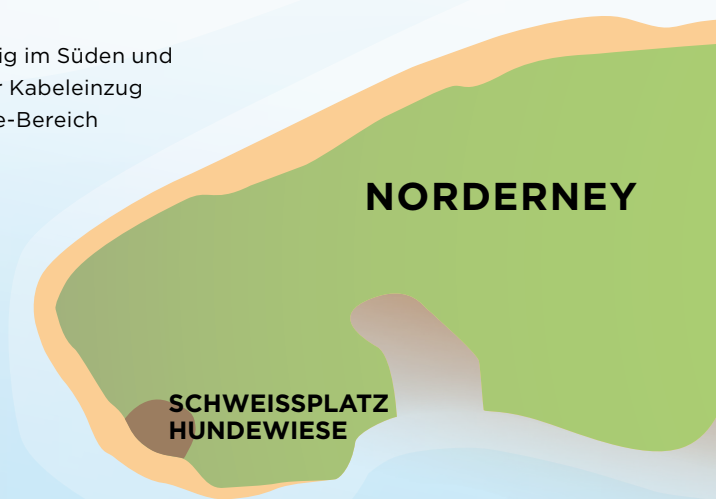 ig im Süden und
r Kabeleinzug
e-Bereich
NORDERNEY
SCHWEISSPLATZ
HUNDEWIESE